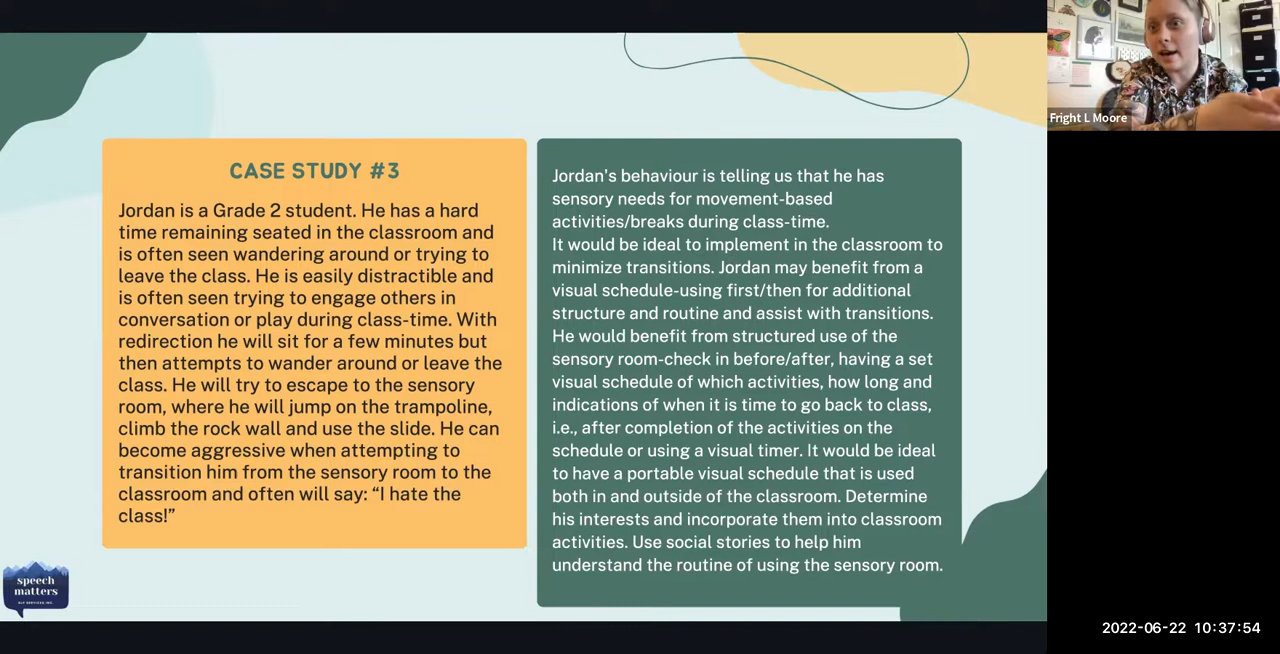 CASE STUDY #3
Jordan is a Grade 2 student. He has a hard
time remaining seated in the classroom and
is often seen wandering around or trying to
leave the class. He is easily distractible and
is often seen trying to engage others in
conversation or play during class-time. With
redirection he will sit for a few minutes but
then attempts to wander around or leave the
class. He will try to escape to the sensory
room, where he will jump on the trampoline,
climb the rock wall and use the slide. He can
become aggressive when attempting to
transition him from the sensory room to the
classroom and often will say: “I hate the
class!”
Jordan's behaviour is telling us that he has
sensory needs for movement-based
activities/breaks during class-time.
It would be ideal to implement in the classroom to
minimize transitions. Jordan may benefit from a
visual schedule-using first/then for additional
structure and routine and assist with transitions.
He would benefit from structured use of the
sensory room-check in before/after, having a set
visual schedule of which activities, how long and
indications of when it is time to go back to class,
i.e., after completion of the activities on the
schedule or using a visual timer. It would be ideal
to have a portable visual schedule that is used
both in and outside of the classroom. Determine
his interests and incorporate them into classroom
activities. Use social stories to help him
understand the routine of using the sensory room.
speech
matters
SLP SERVICES INC.
Fright L Moore
2022-06-22 10:37:54